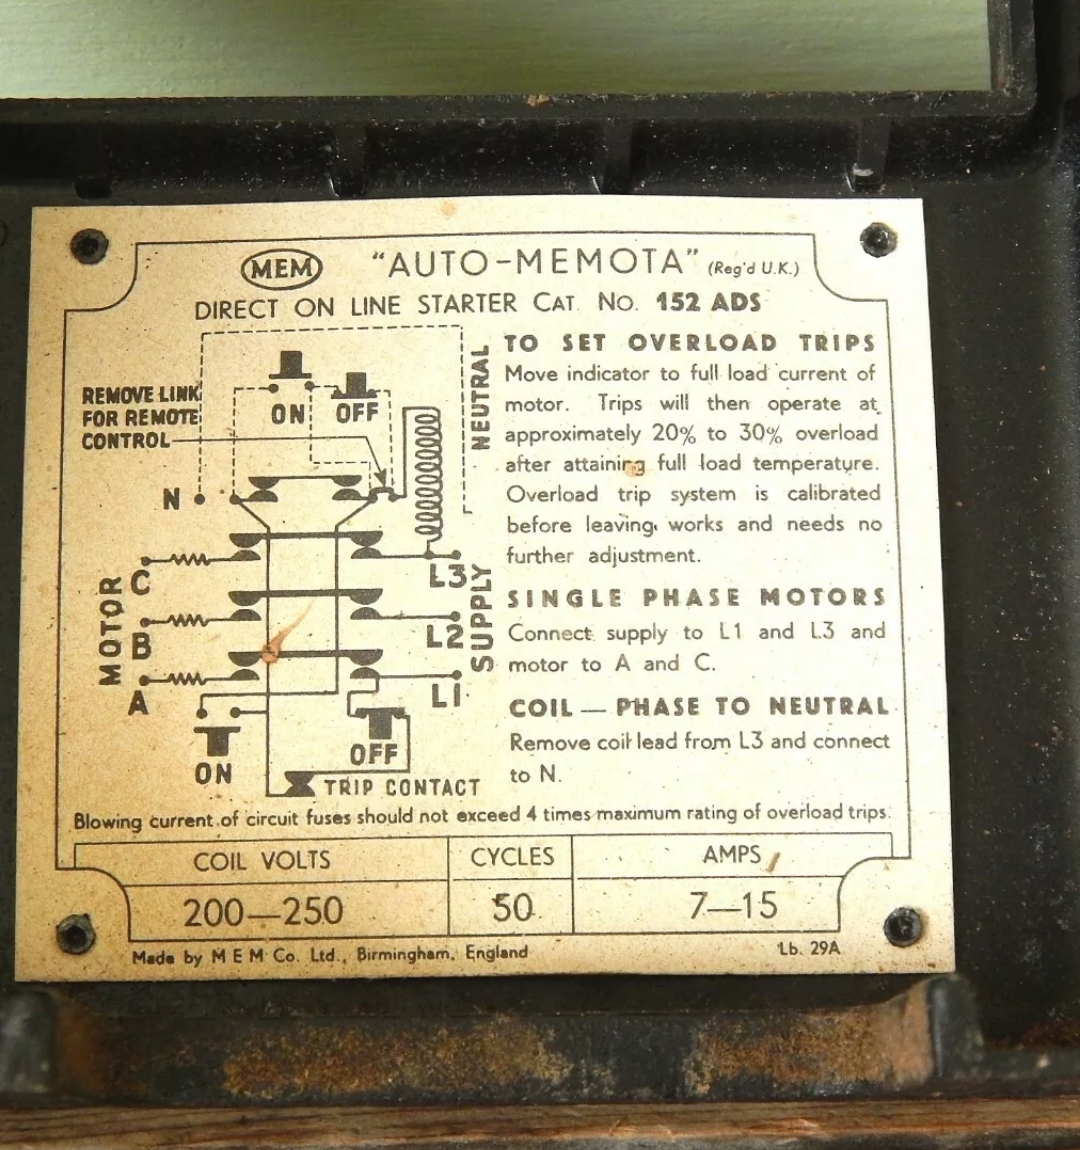 MEM "AUTO-MEMOTA" (Reg'd U.K.)
DIRECT ON LINE STARTER CAT. NO. 152 ADS
REMOVE LINK
FOR REMOTE
CONTROL
ON
OFF
NEUTRAL
N
MOTOR
C
B
A
L3
L2
L1
SUPPLY
ON
OFF
TRIP CONTACT
TO SET OVERLOAD TRIPS
Move indicator to full load current of
motor. Trips will then operate at
approximately 20% to 30% overload
after attaining full load temperature.
Overload trip system is calibrated
before leaving works and needs no
further adjustment.
SINGLE PHASE MOTORS
Connect supply to L1 and L3 and
motor to A and C.
COIL — PHASE TO NEUTRAL
Remove coil lead from L3 and connect
to N.
Blowing current of circuit fuses should not exceed 4 times maximum rating of overload trips.
COIL VOLTS CYCLES AMPS
200—250 50 7—15
Made by M E M Co. Ltd., Birmingham, England Lb. 29A